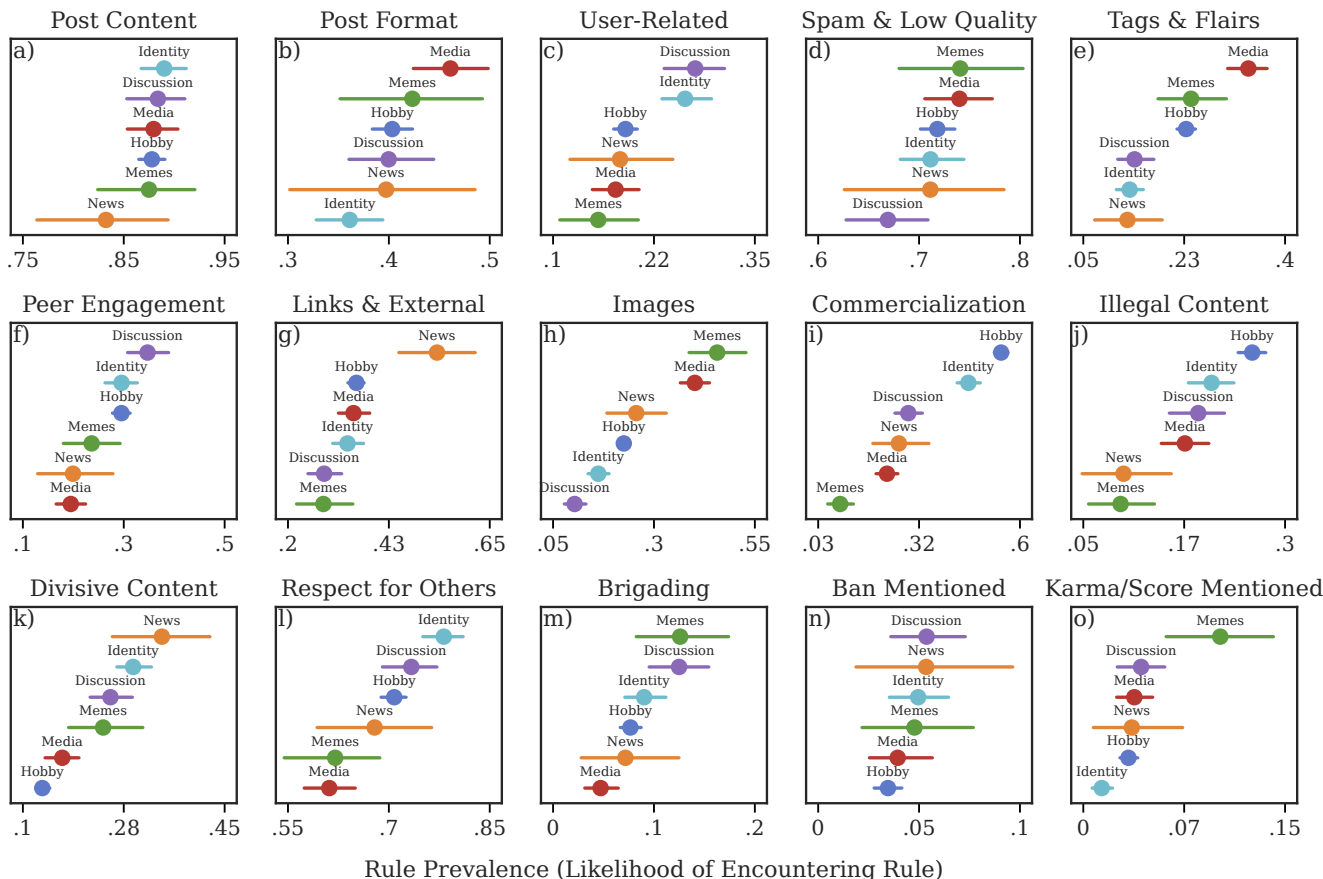 Post Content
a)
Identity
Discussion
Media
Hobby
Memes
News
.75 .85 .95
Post Format
b)
Media
Memes
Hobby
Discussion
News
Identity
.3 .4 .5
User-Related
c)
Discussion
Identity
Hobby
News
Media
Memes
.1 .22 .35
Spam & Low Quality
d)
Memes
Media
Hobby
Identity
News
Discussion
.6 .7 .8
Tags & Flairs
e)
Media
Memes
Hobby
Discussion
Identity
News
.05 .23 .4
Peer Engagement
f)
Discussion
Identity
Hobby
Memes
News
Media
.1 .3 .5
Links & External
g)
News
Hobby
Media
Identity
Discussion
Memes
.2 .43 .65
Images
h)
Memes
Media
News
Hobby
Identity
Discussion
.05 .3 .55
Commercialization
i)
Hobby
Identity
Discussion
News
Media
Memes
.03 .32 .6
Illegal Content
j)
Hobby
Identity
Discussion
Media
News
Memes
.05 .17 .3
Divisive Content
k)
News
Identity
Discussion
Memes
Media
Hobby
.1 .28 .45
Respect for Others
l)
Identity
Discussion
Hobby
News
Memes
Media
.55 .7 .85
Brigading
m)
Memes
Discussion
Identity
Hobby
News
Media
0 .1 .2
Ban Mentioned
n)
Discussion
News
Identity
Memes
Media
Hobby
0 .05 .1
Karma/Score Mentioned
o)
Memes
Discussion
Media
News
Hobby
Identity
0 .07 .15
Rule Prevalence (Likelihood of Encountering Rule)